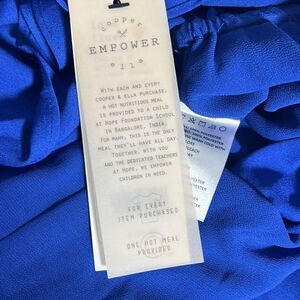 cooper
EMPOWER
ella
WITH EACH AND EVERY
COOPER & ELLA PURCHASE,
A HOT NUTRITIOUS MEAL
IS PROVIDED TO A CHILD
AT HOPE FOUNDATION SCHOOL
IN BANGALORE, INDIA.
FOR MANY, THIS IS THE ONLY
MEAL THEY'LL HAVE ALL DAY.
TOGETHER, WITH YOU
AND THE DEDICATED TEACHERS
AT HOPE, WE EMPOWER
CHILDREN IN NEED.
FOR EVERY
ITEM PURCHASED
ONE HOT MEAL
PROVIDED